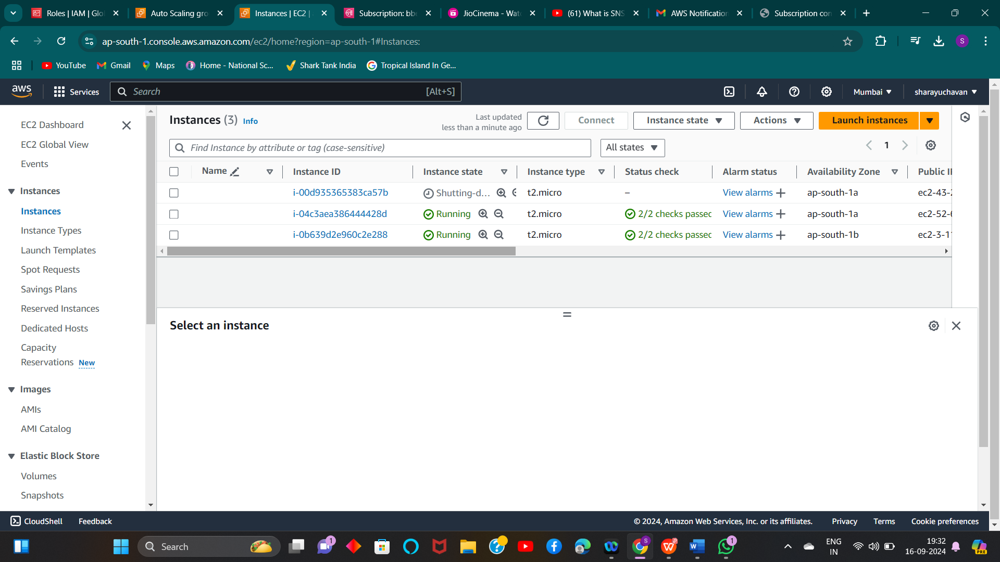 Roles | IAM | Glo
Auto Scaling gro
Instances | EC2 |
Subscription: bb
JioCinema - Wat
(61) What is SNS
AWS Notification
Subscription con
ap-south-1.console.aws.amazon.com/ec2/home?region=ap-south-1#Instances:
S
YouTube
Gmail
Maps
Home - National Sc...
Shark Tank India
Tropical Island In Ge...
aws
Services
Search
[Alt+S]
Mumbai
sharayuchavan
EC2 Dashboard
EC2 Global View
Events
Instances
Instances
Instance Types
Launch Templates
Spot Requests
Savings Plans
Reserved Instances
Dedicated Hosts
Capacity
Reservations New
Images
AMIs
AMI Catalog
Elastic Block Store
Volumes
Snapshots
Instances (3) Info
Last updated
less than a minute ago
Connect
Instance state
Actions
Launch instances
Find Instance by attribute or tag (case-sensitive)
All states
1
Name Instance ID Instance state Instance type Status check Alarm status Availability Zone Public I
i-00d935365383ca57b Shutting-d... t2.micro – View alarms + ap-south-1a ec2-43-
i-04c3aea386444428d Running t2.micro 2/2 checks passed View alarms + ap-south-1a ec2-52-
i-0b639d2e960c2e288 Running t2.micro 2/2 checks passed View alarms + ap-south-1b ec2-3-1
Select an instance
CloudShell
Feedback
© 2024, Amazon Web Services, Inc. or its affiliates.
Privacy
Terms
Cookie preferences
Search
1
S
W
1
ENG
IN
19:32
16-09-2024
PRE